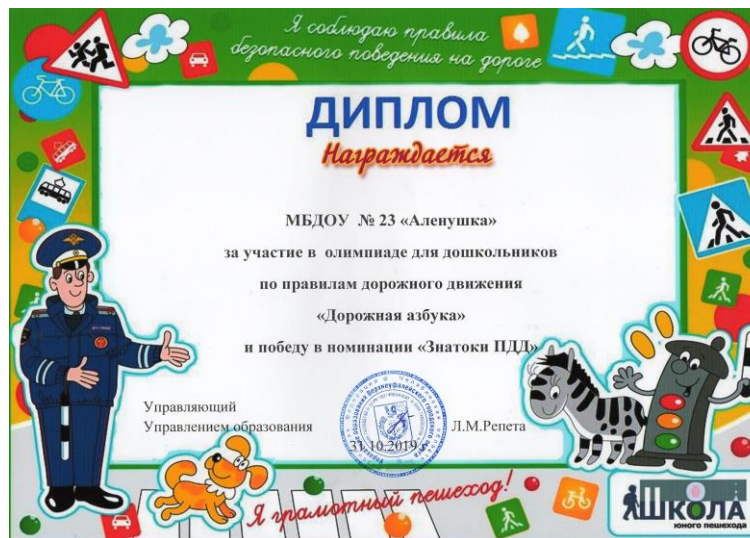 Я соблюдаю правила
безопасного поведения на дороге
ДИПЛОМ
Награждается
МБДОУ № 23 «Аленушка»
за участие в олимпиаде для дошкольников
по правилам дорожного движения
«Дорожная азбука»
и победу в номинации «Знатоки ПДД»
Управляющий
Управлением образования
Л.М.Репета
31.10.2019
Я грамотный пешеход!
ШКОЛА
юного пешехода